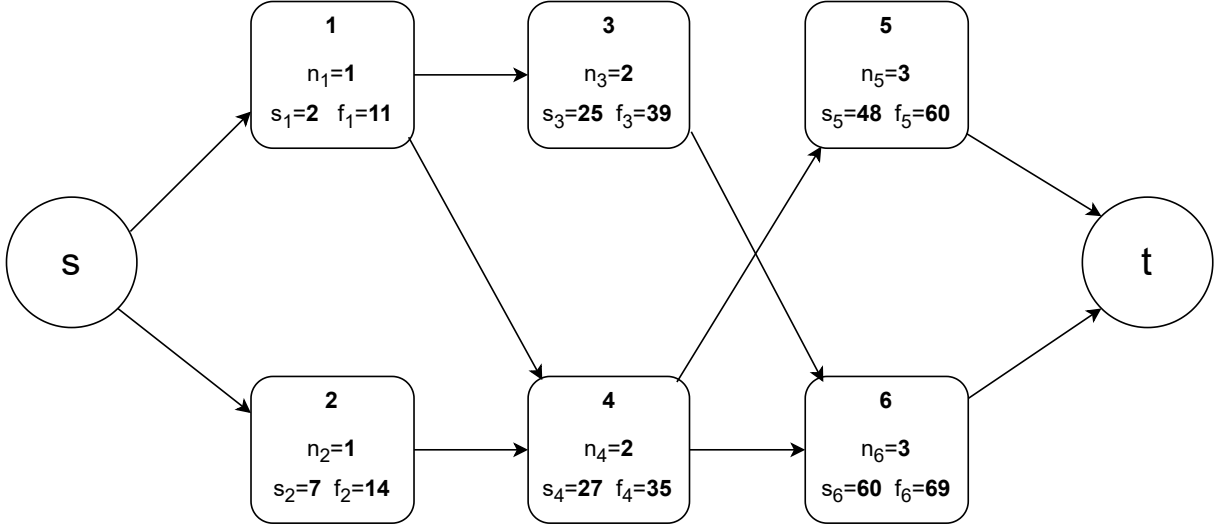 1
n₁=1
s₁=2 f₁=11
3
n₃=2
s₃=25 f₃=39
5
n₅=3
s₅=48 f₅=60
s
t
2
n₂=1
s₂=7 f₂=14
4
n₄=2
s₄=27 f₄=35
6
n₆=3
s₆=60 f₆=69